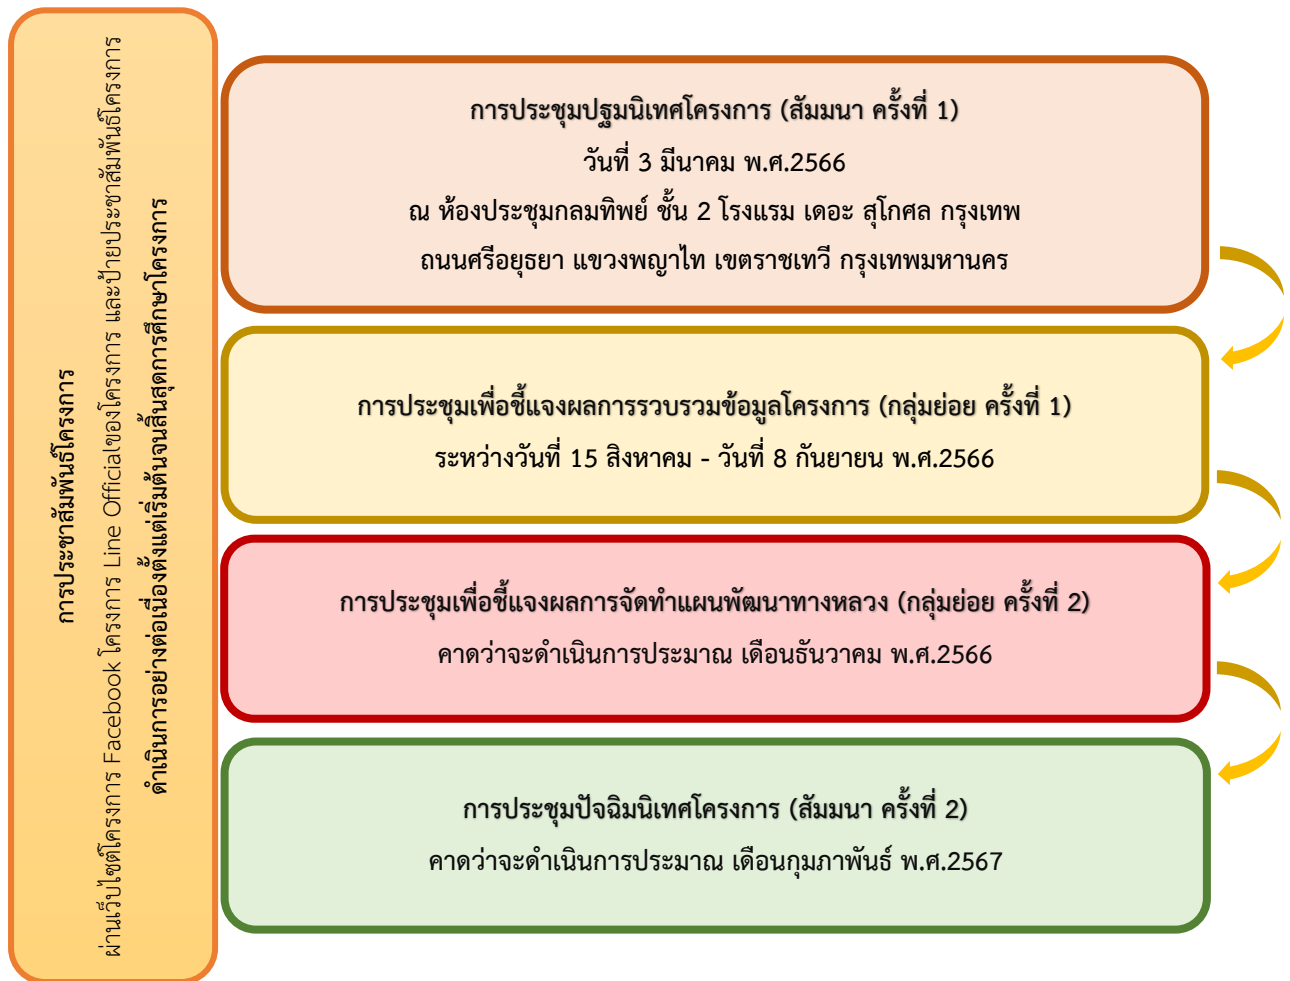 การประชาสัมพันธ์โครงการ
ผ่านเว็บไซต์โครงการ Facebook โครงการ Line Officialของโครงการ และป้ายประชาสัมพันธ์โครงการ
ดำเนินการอย่างต่อเนื่องตั้งแต่เริ่มต้นจนสิ้นสุดการศึกษาโครงการ
การประชุมปฐมนิเทศโครงการ (สัมมนา ครั้งที่ 1)
วันที่ 3 มีนาคม พ.ศ.2566
ณ ห้องประชุมกลมทิพย์ ชั้น 2 โรงแรม เดอะ สุโกศล กรุงเทพ
ถนนศรีอยุธยา แขวงพญาไท เขตราชเทวี กรุงเทพมหานคร
การประชุมเพื่อชี้แจงผลการรวบรวมข้อมูลโครงการ (กลุ่มย่อย ครั้งที่ 1)
ระหว่างวันที่ 15 สิงหาคม - วันที่ 8 กันยายน พ.ศ.2566
การประชุมเพื่อชี้แจงผลการจัดทำแผนพัฒนาทางหลวง (กลุ่มย่อย ครั้งที่ 2)
คาดว่าจะดำเนินการประมาณ เดือนธันวาคม พ.ศ.2566
การประชุมปัจฉิมนิเทศโครงการ (สัมมนา ครั้งที่ 2)
คาดว่าจะดำเนินการประมาณ เดือนกุมภาพันธ์ พ.ศ.2567